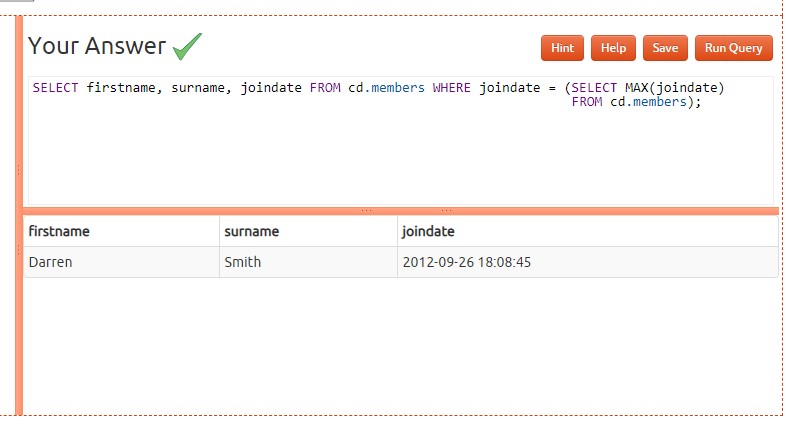 Your Answer
Hint Help Save Run Query
SELECT firstname, surname, joindate FROM cd.members WHERE joindate = (SELECT MAX(joindate)
FROM cd.members);
firstname surname joindate
Darren Smith 2012-09-26 18:08:45